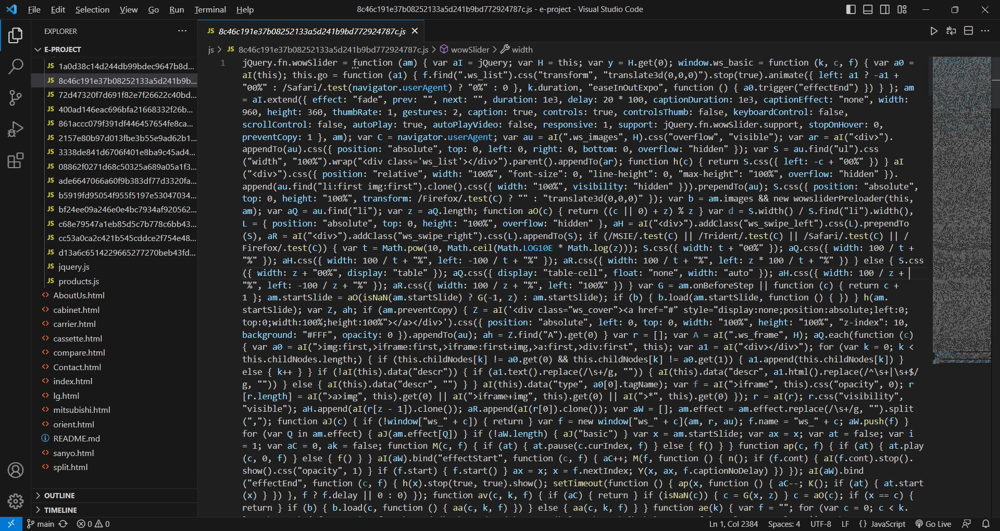 File Edit Selection View Go Run Terminal Help
8c46c191e37b08252133a5d241b9bd772924787c.js - e-project - Visual Studio Code
EXPLORER
E-PROJECT
JS 1a0d38c14d244db99bdec9647b8d...
JS 8c46c191e37b08252133a5d241b9b...
JS 72d47320f7d691f82e7f26622c40bd...
JS 400ad146eac696bfa21668332f26b...
JS 861accc079f391df446457654fe8ca...
JS 2157e80b97d013fbe3b55e9ad62b1...
JS 3338de841d6706f401e8ba9c45ad4...
JS 08862f0271d68c50325a689a05a1f3...
JS ade6647066a60f9b383df77d3320fa...
JS b5919fd95054f955f5197e53047034...
JS bf24ee09a246e0e4bc7934af920562...
JS c68e79547a1eb85d5c7b778c6bb43...
JS cc53a0ca2c421b545cddce2f754e48...
JS d13a6c6514229665277270beb43fd...
JS jquery.js
JS products.js
AboutUs.html
cabinet.html
carrier.html
cassette.html
compare.html
Contact.html
index.html
lg.html
mitsubishi.html
orient.html
README.md
sanyo.html
split.html
OUTLINE
TIMELINE
JS 8c46c191e37b08252133a5d241b9bd772924787c.js
js > JS 8c46c191e37b08252133a5d241b9bd772924787c.js > wowSlider > width
1 jQuery.fn.wowSlider = function (am) { var aI = jQuery; var H = this; var y = H.get(0); window.ws_basic = function (k, c, f) { var a0 =
aI(this); this.go = function (a1) { f.find(".ws_list").css("transform", "translate3d(0,0,0)").stop(true).animate({ left: a1 ? -a1 +
"00%" : /Safari/.test(navigator.userAgent) ? "0%" : 0 }, k.duration, "easeInOutExpo", function () { a0.trigger("effectEnd") }) } }; am
= aI.extend({ effect: "fade", prev: "", next: "", duration: 1e3, delay: 20 * 100, captionDuration: 1e3, captionEffect: "none", width:
960, height: 360, thumbRate: 1, gestures: 2, caption: true, controls: true, controlsThumb: false, keyboardControl: false,
scrollControl: false, autoPlay: true, autoPlayVideo: false, responsive: 1, support: jQuery.fn.wowSlider.support, stopOnHover: 0,
preventCopy: 1 }, am); var C = navigator.userAgent; var au = aI(".ws_images", H).css("overflow", "visible"); var ar = aI("<div>").
appendTo(au).css({ position: "absolute", top: 0, left: 0, right: 0, bottom: 0, overflow: "hidden" }); var S = au.find("ul").css
("width", "100%").wrap("<div class='ws_list'></div>").parent().appendTo(ar); function h(c) { return S.css({ left: -c + "00%" }) } aI
("<div>").css({ position: "relative", width: "100%", "font-size": 0, "line-height": 0, "max-height": "100%", overflow: "hidden" }).
append(au.find("li:first img:first").clone().css({ width: "100%", visibility: "hidden" })).prependTo(au); S.css({ position: "absolute",
top: 0, height: "100%", transform: /Firefox/.test(C) ? "" : "translate3d(0,0,0)" }); var b = am.images && new wowsliderPreloader(this,
am); var aQ = au.find("li"); var z = aQ.length; function aO(c) { return ((c || 0) + z) % z } var d = S.width() / S.find("li").width(),
L = { position: "absolute", top: 0, height: "100%", overflow: "hidden" }, aH = aI("<div>").addClass("ws_swipe_left").css(L).prependTo
(S), aR = aI("<div>").addClass("ws_swipe_right").css(L).appendTo(S); if (/MSIE/.test(C) || /Trident/.test(C) || /Safari/.test(C) || /
Firefox/.test(C)) { var t = Math.pow(10, Math.ceil(Math.LOG10E * Math.log(z))); S.css({ width: t + "00%" }); aQ.css({ width: 100 / t +
"%" }); aH.css({ width: 100 / t + "%", left: -100 / t + "%" }); aR.css({ width: 100 / t + "%", left: z * 100 / t + "%" }) } else { S.css
({ width: z + "00%", display: "table" }); aQ.css({ display: "table-cell", float: "none", width: "auto" }); aH.css({ width: 100 / z +
"%", left: -100 / z + "%" }); aR.css({ width: 100 / z + "%", left: "100%" }) } var G = am.onBeforeStep || function (c) { return c +
1 }; am.startSlide = aO(isNaN(am.startSlide) ? G(-1, z) : am.startSlide); if (b) { b.load(am.startSlide, function () { }) } h(am.
startSlide); var Z, ah; if (am.preventCopy) { Z = aI('<div class="ws_cover"><a href="#" style="display:none;position:absolute;left:0;
top:0;width:100%;height:100%"></a></div>').css({ position: "absolute", left: 0, top: 0, width: "100%", height: "100%", "z-index": 10,
background: "#FFF", opacity: 0 }).appendTo(au); ah = Z.find("A").get(0) } var r = []; var A = aI(".ws_frame", H); aQ.each(function (c)
{ var a0 = aI(">img:first,>iframe:first,>iframe:first+img,>a:first,>div:first", this); var a1 = aI("<div></div>"); for (var k = 0; k <
this.childNodes.length;) { if (this.childNodes[k] != a0.get(0) && this.childNodes[k] != a0.get(1)) { a1.append(this.childNodes[k]) }
else { k++ } } if (!aI(this).data("descr")) { if (a1.text().replace(/\s+/g, "")) { aI(this).data("descr", a1.html().replace(/^\s+|\s+$/
g, "")) } else { aI(this).data("descr", "") } } aI(this).data("type", a0[0].tagName); var f = aI(">iframe", this).css("opacity", 0); r
[r.length] = aI(">a>img", this).get(0) || aI(">iframe+img", this).get(0) || aI(">*", this).get(0) }); r = aI(r); r.css("visibility",
"visible"); aH.append(aI(r[z - 1]).clone()); aR.append(aI(r[0]).clone()); var aW = []; am.effect = am.effect.replace(/\s+/g, "").split
(","); function aJ(c) { if (!window["ws_" + c]) { return } var f = new window["ws_" + c](am, r, au); f.name = "ws_" + c; aW.push(f) }
for (var Q in am.effect) { aJ(am.effect[Q]) } if (!aW.length) { aJ("basic") } var x = am.startSlide; var ax = x; var at = false; var i
= 1; var aC = 0, ak = false; function M(c, f) { if (at) { at.pause(c.curIndex, f) } else { f() } } function ap(c, f) { if (at) { at.play
(c, 0, f) } else { f() } } aI(aW).bind("effectStart", function (c, f) { aC++; M(f, function () { n(); if (f.cont) { aI(f.cont).stop().
show().css("opacity", 1) } if (f.start) { f.start() } ax = x; x = f.nextIndex; Y(x, ax, f.captionNoDelay) }) }); aI(aW).bind
("effectEnd", function (c, f) { h(x).stop(true, true).show(); setTimeout(function () { ap(x, function () { aC--; K(); if (at) { at.start
(x) } }) }, f ? f.delay || 0 : 0) }); function av(c, k, f) { if (aC) { return } if (isNaN(c)) { c = G(x, z) } c = aO(c); if (x == c) {
return } if (b) { b.load(c, function () { aa(c, k, f) }) } else { aa(c, k, f) } } function ae(k) { var f = ""; for (var c = 0; c < k.
main 0 0 Ln 1, Col 2384 Spaces: 4 UTF-8 LF {} JavaScript Go Live